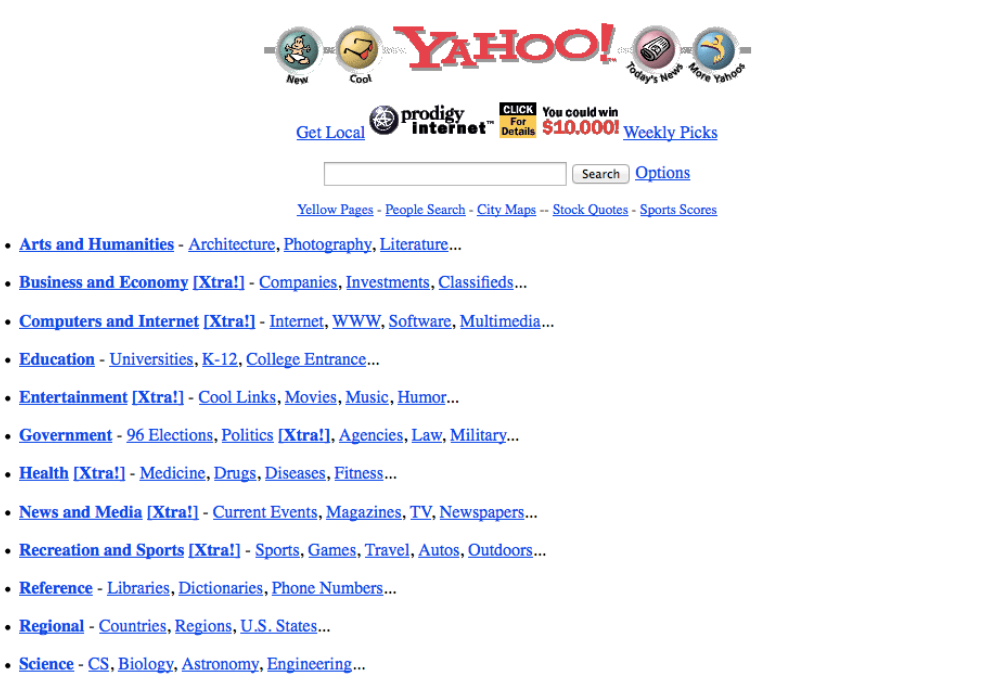 New Cool YAHOO! Today's News More Yahoos
Get Local prodigy internet™ CLICK For Details You could win $10,000! Weekly Picks
Search Options
Yellow Pages - People Search - City Maps -- Stock Quotes - Sports Scores
• Arts and Humanities - Architecture, Photography, Literature...
• Business and Economy [Xtra!] - Companies, Investments, Classifieds...
• Computers and Internet [Xtra!] - Internet, WWW, Software, Multimedia...
• Education - Universities, K-12, College Entrance...
• Entertainment [Xtra!] - Cool Links, Movies, Music, Humor...
• Government - 96 Elections, Politics [Xtra!], Agencies, Law, Military...
• Health [Xtra!] - Medicine, Drugs, Diseases, Fitness...
• News and Media [Xtra!] - Current Events, Magazines, TV, Newspapers...
• Recreation and Sports [Xtra!] - Sports, Games, Travel, Autos, Outdoors...
• Reference - Libraries, Dictionaries, Phone Numbers...
• Regional - Countries, Regions, U.S. States...
• Science - CS, Biology, Astronomy, Engineering...